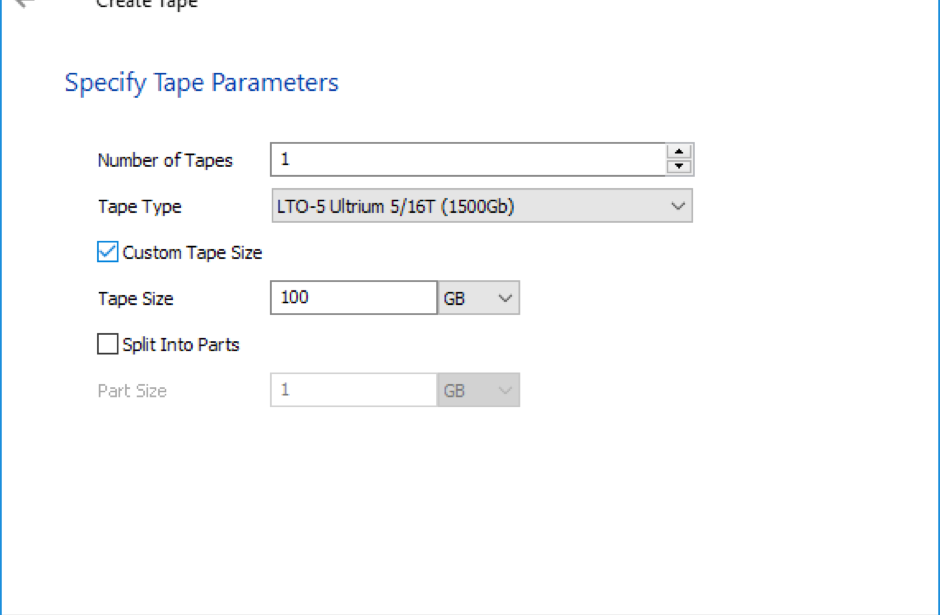 Create Tape
Specify Tape Parameters
Number of Tapes 1
Tape Type LTO-5 Ultrium 5/16T (1500Gb)
Custom Tape Size
Tape Size 100 GB
Split Into Parts
Part Size 1 GB